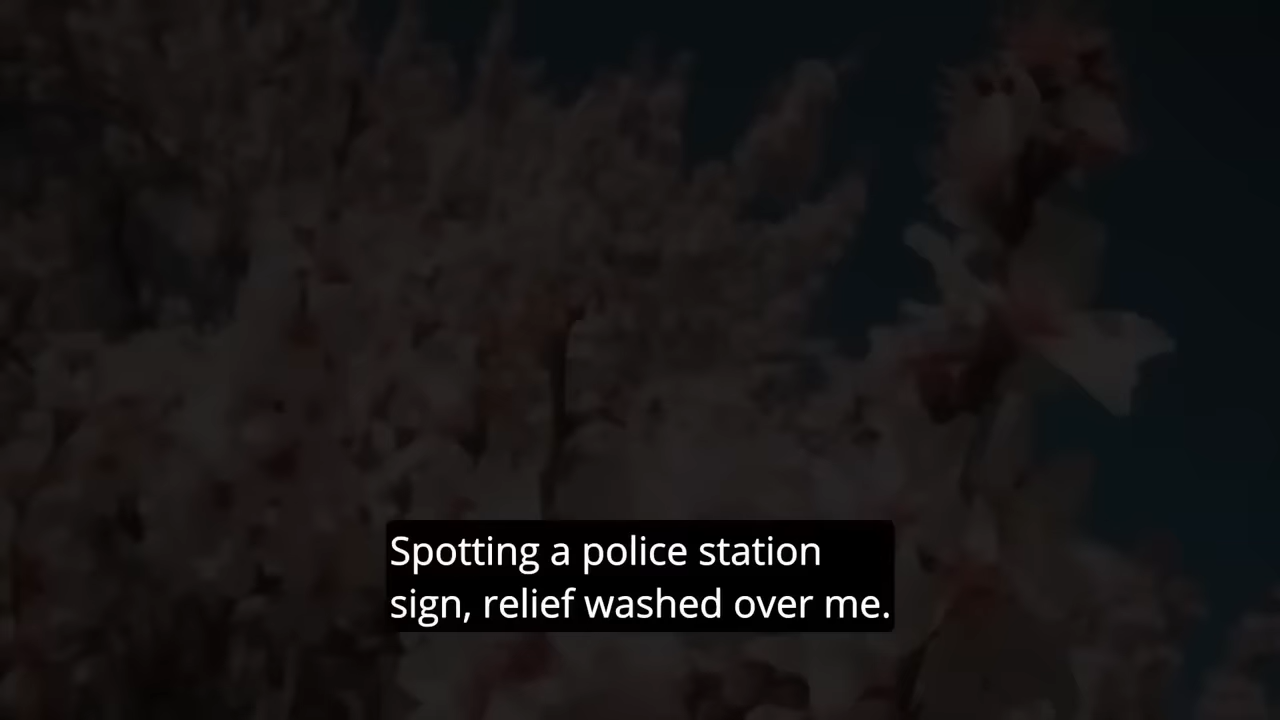 Spotting a police station
sign, relief washed over me.